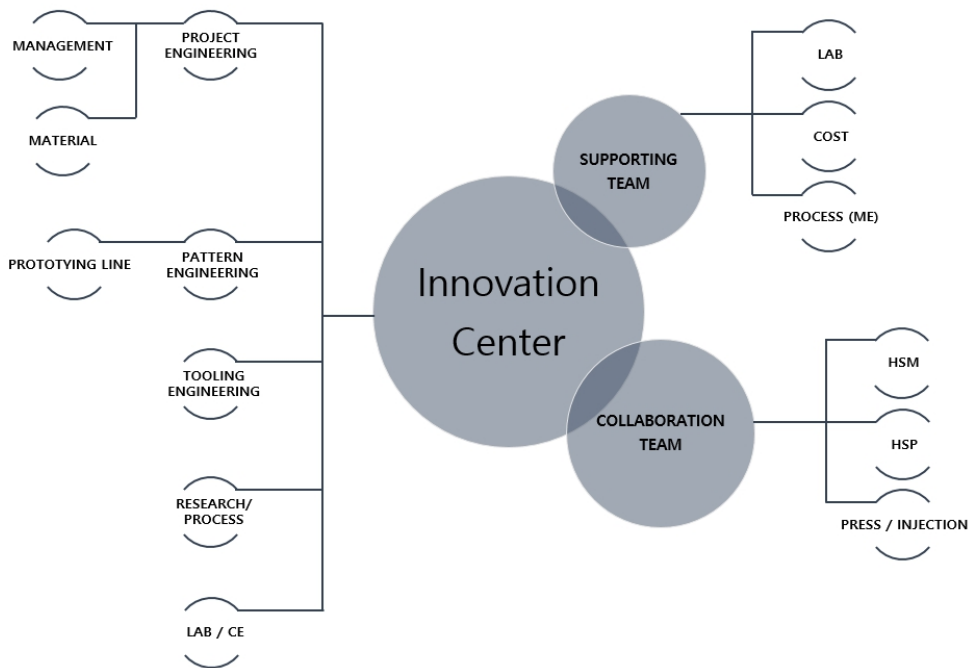 MANAGEMENT
PROJECT
ENGINEERING
MATERIAL
PROTOTYING LINE
PATTERN
ENGINEERING
TOOLING
ENGINEERING
RESEARCH/
PROCESS
LAB / CE
Innovation
Center
SUPPORTING
TEAM
LAB
COST
PROCESS (ME)
COLLABORATION
TEAM
HSM
HSP
PRESS / INJECTION